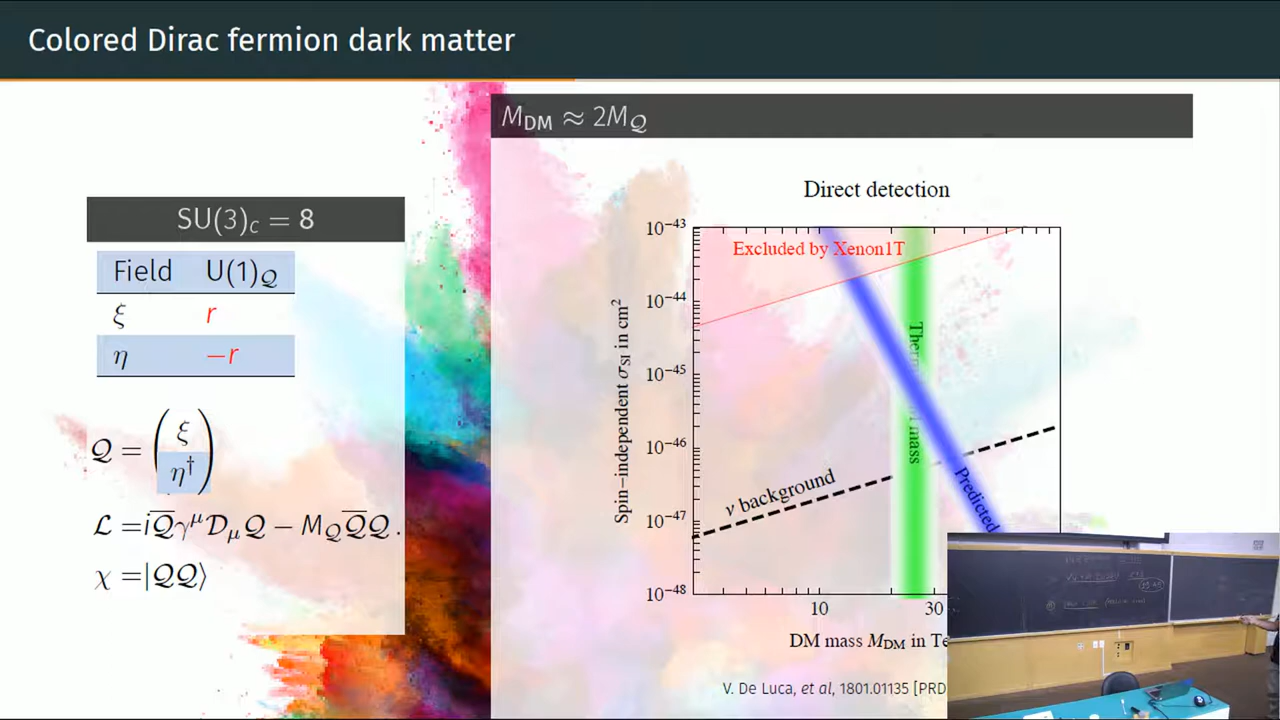 Colored Dirac fermion dark matter
M_DM ≈ 2M_𝒬
SU(3)_c = 8
Field U(1)_𝒬
ξ r
η −r
𝒬 = (ξ
η†)
ℒ =i𝒬̅γ^μ𝒟_μ𝒬 − M_𝒬𝒬̅𝒬 .
χ =|𝒬𝒬⟩
Direct detection
Excluded by Xenon1T
10⁻⁴³
10⁻⁴⁴
10⁻⁴⁵
10⁻⁴⁶
10⁻⁴⁷
10⁻⁴⁸
Spin−independent σ_SI in cm²
mass
ν background
Predicted
10 30
DM mass M_DM in Te
V. De Luca, et al, 1801.01135 [PRD